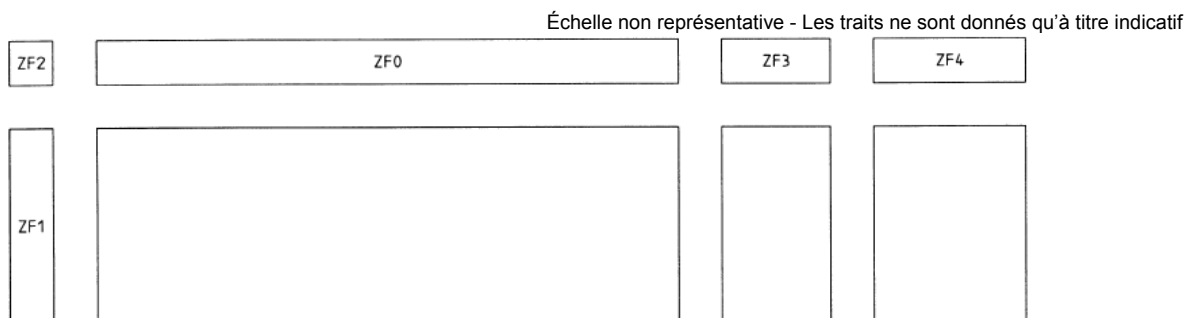 Échelle non représentative - Les traits ne sont donnés qu'à titre indicatif
ZF2 ZF0 ZF3 ZF4
ZF1